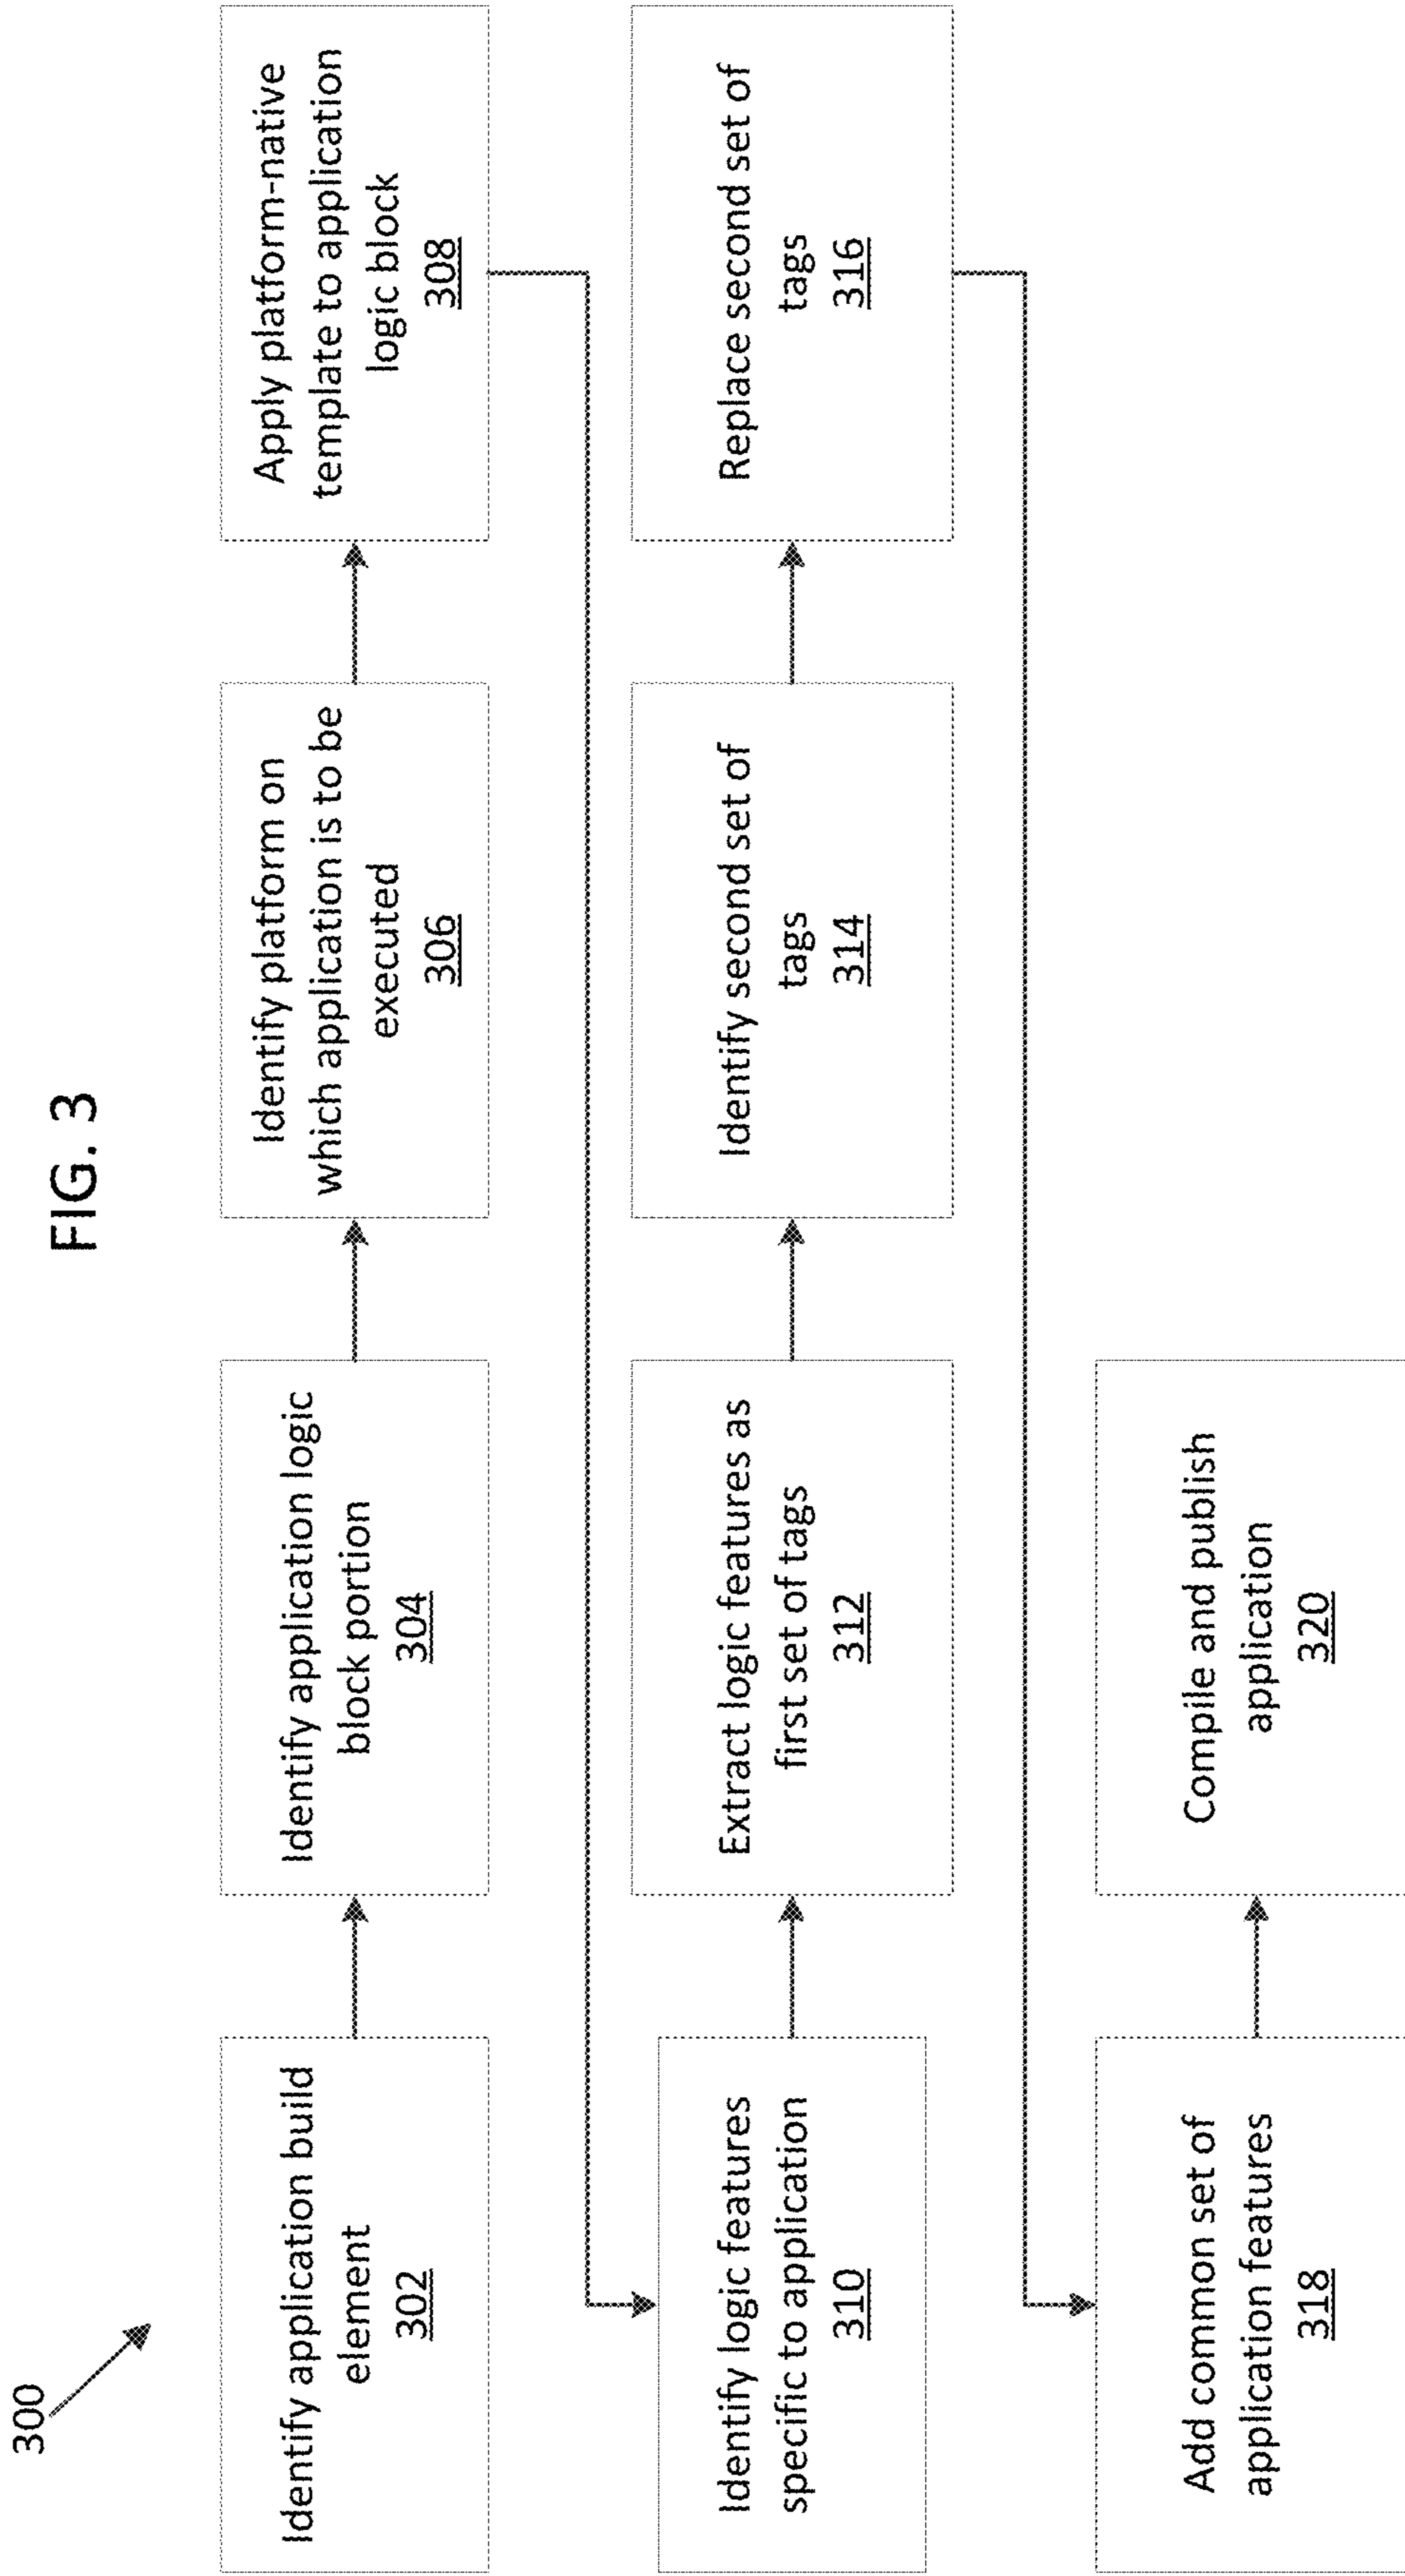 FIG. 3
300
Identify application build
element
302
Identify application logic
block portion
304
Identify platform on
which application is to be
executed
306
Apply platform-native
template to application
logic block
308
Identify logic features
specific to application
310
Extract logic features as
first set of tags
312
Identify second set of
tags
314
Replace second set of
tags
316
Add common set of
application features
318
Compile and publish
application
320